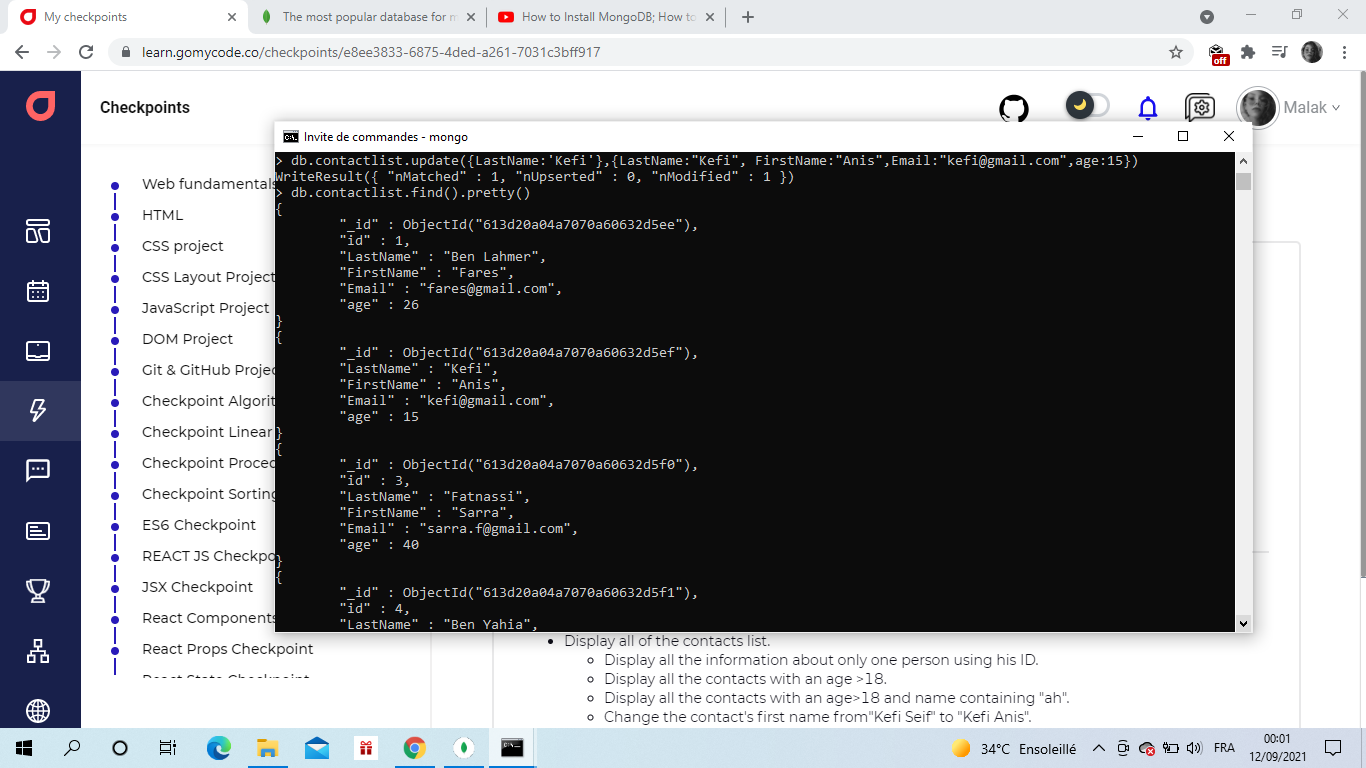 My checkpoints
The most popular database for m
How to Install MongoDB; How to
learn.gomycode.co/checkpoints/e8ee3833-6875-4ded-a261-7031c3bff917
off
Checkpoints
Malak
Web fundamentals
HTML
CSS project
CSS Layout Project
JavaScript Project
DOM Project
Git & GitHub Projec
Checkpoint Algorit
Checkpoint Linear
Checkpoint Proced
Checkpoint Sorting
ES6 Checkpoint
REACT JS Checkpo
JSX Checkpoint
React Components
React Props Checkpoint
React State Checkpoint
Invite de commandes - mongo
> db.contactlist.update({LastName:'Kefi'},{LastName:"Kefi", FirstName:"Anis",Email:"kefi@gmail.com",age:15})
WriteResult({ "nMatched" : 1, "nUpserted" : 0, "nModified" : 1 })
> db.contactlist.find().pretty()
{
"_id" : ObjectId("613d20a04a7070a60632d5ee"),
"id" : 1,
"LastName" : "Ben Lahmer",
"FirstName" : "Fares",
"Email" : "fares@gmail.com",
"age" : 26
}
{
"_id" : ObjectId("613d20a04a7070a60632d5ef"),
"LastName" : "Kefi",
"FirstName" : "Anis",
"Email" : "kefi@gmail.com",
"age" : 15
}
{
"_id" : ObjectId("613d20a04a7070a60632d5f0"),
"id" : 3,
"LastName" : "Fatnassi",
"FirstName" : "Sarra",
"Email" : "sarra.f@gmail.com",
"age" : 40
}
{
"_id" : ObjectId("613d20a04a7070a60632d5f1"),
"id" : 4,
"LastName" : "Ben Yahia",
Display all of the contacts list.
Display all the information about only one person using his ID.
Display all the contacts with an age >18.
Display all the contacts with an age>18 and name containing "ah".
Change the contact's first name from"Kefi Seif" to "Kefi Anis".
34°C Ensoleillé
FRA
00:01
12/09/2021